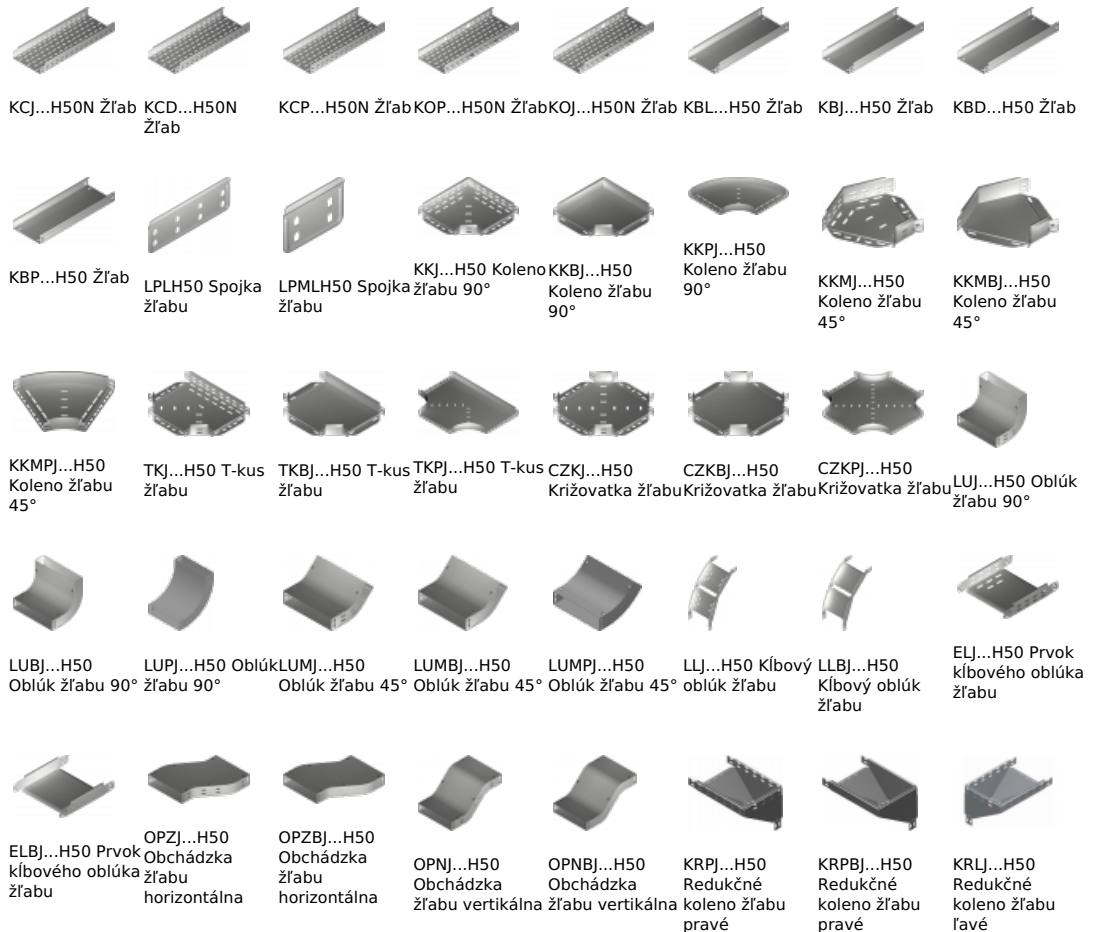 KCJ...H50N Žľab
KCD...H50N
Žľab
KCP...H50N Žľab
KOP...H50N Žľab
KOJ...H50N Žľab
KBL...H50 Žľab
KBJ...H50 Žľab
KBD...H50 Žľab
KBP...H50 Žľab
LPLH50 Spojka
žľabu
LPMLH50 Spojka
žľabu
KKJ...H50 Koleno
žľabu 90°
KKBJ...H50
Koleno žľabu
90°
KKPJ...H50
Koleno žľabu
90°
KKMJ...H50
Koleno žľabu
45°
KKMBJ...H50
Koleno žľabu
45°
KKMPJ...H50
Koleno žľabu
45°
TKJ...H50 T-kus
žľabu
TKBJ...H50 T-kus
žľabu
TKPJ...H50 T-kus
žľabu
CZKJ...H50
Križovatka žľabu
CZKBJ...H50
Križovatka žľabu
CZKPJ...H50
Križovatka žľabu
LUJ...H50 Oblúk
žľabu 90°
LUBJ...H50
Oblúk žľabu 90°
LUPJ...H50 Oblúk
žľabu 90°
LUMJ...H50
Oblúk žľabu 45°
LUMBJ...H50
Oblúk žľabu 45°
LUMPJ...H50
Oblúk žľabu 45°
LLJ...H50 Kĺbový
oblúk žľabu
LLBJ...H50
Kĺbový oblúk
žľabu
ELJ...H50 Prvok
kĺbového oblúka
žľabu
ELBJ...H50 Prvok
kĺbového oblúka
žľabu
OPZJ...H50
Obchádzka
žľabu
horizontálna
OPZBJ...H50
Obchádzka
žľabu
horizontálna
OPNJ...H50
Obchádzka
žľabu vertikálna
OPNBJ...H50
Obchádzka
žľabu vertikálna
KRPJ...H50
Redukčné
koleno žľabu
pravé
KRPBJ...H50
Redukčné
koleno žľabu
pravé
KRLJ...H50
Redukčné
koleno žľabu
ľavé